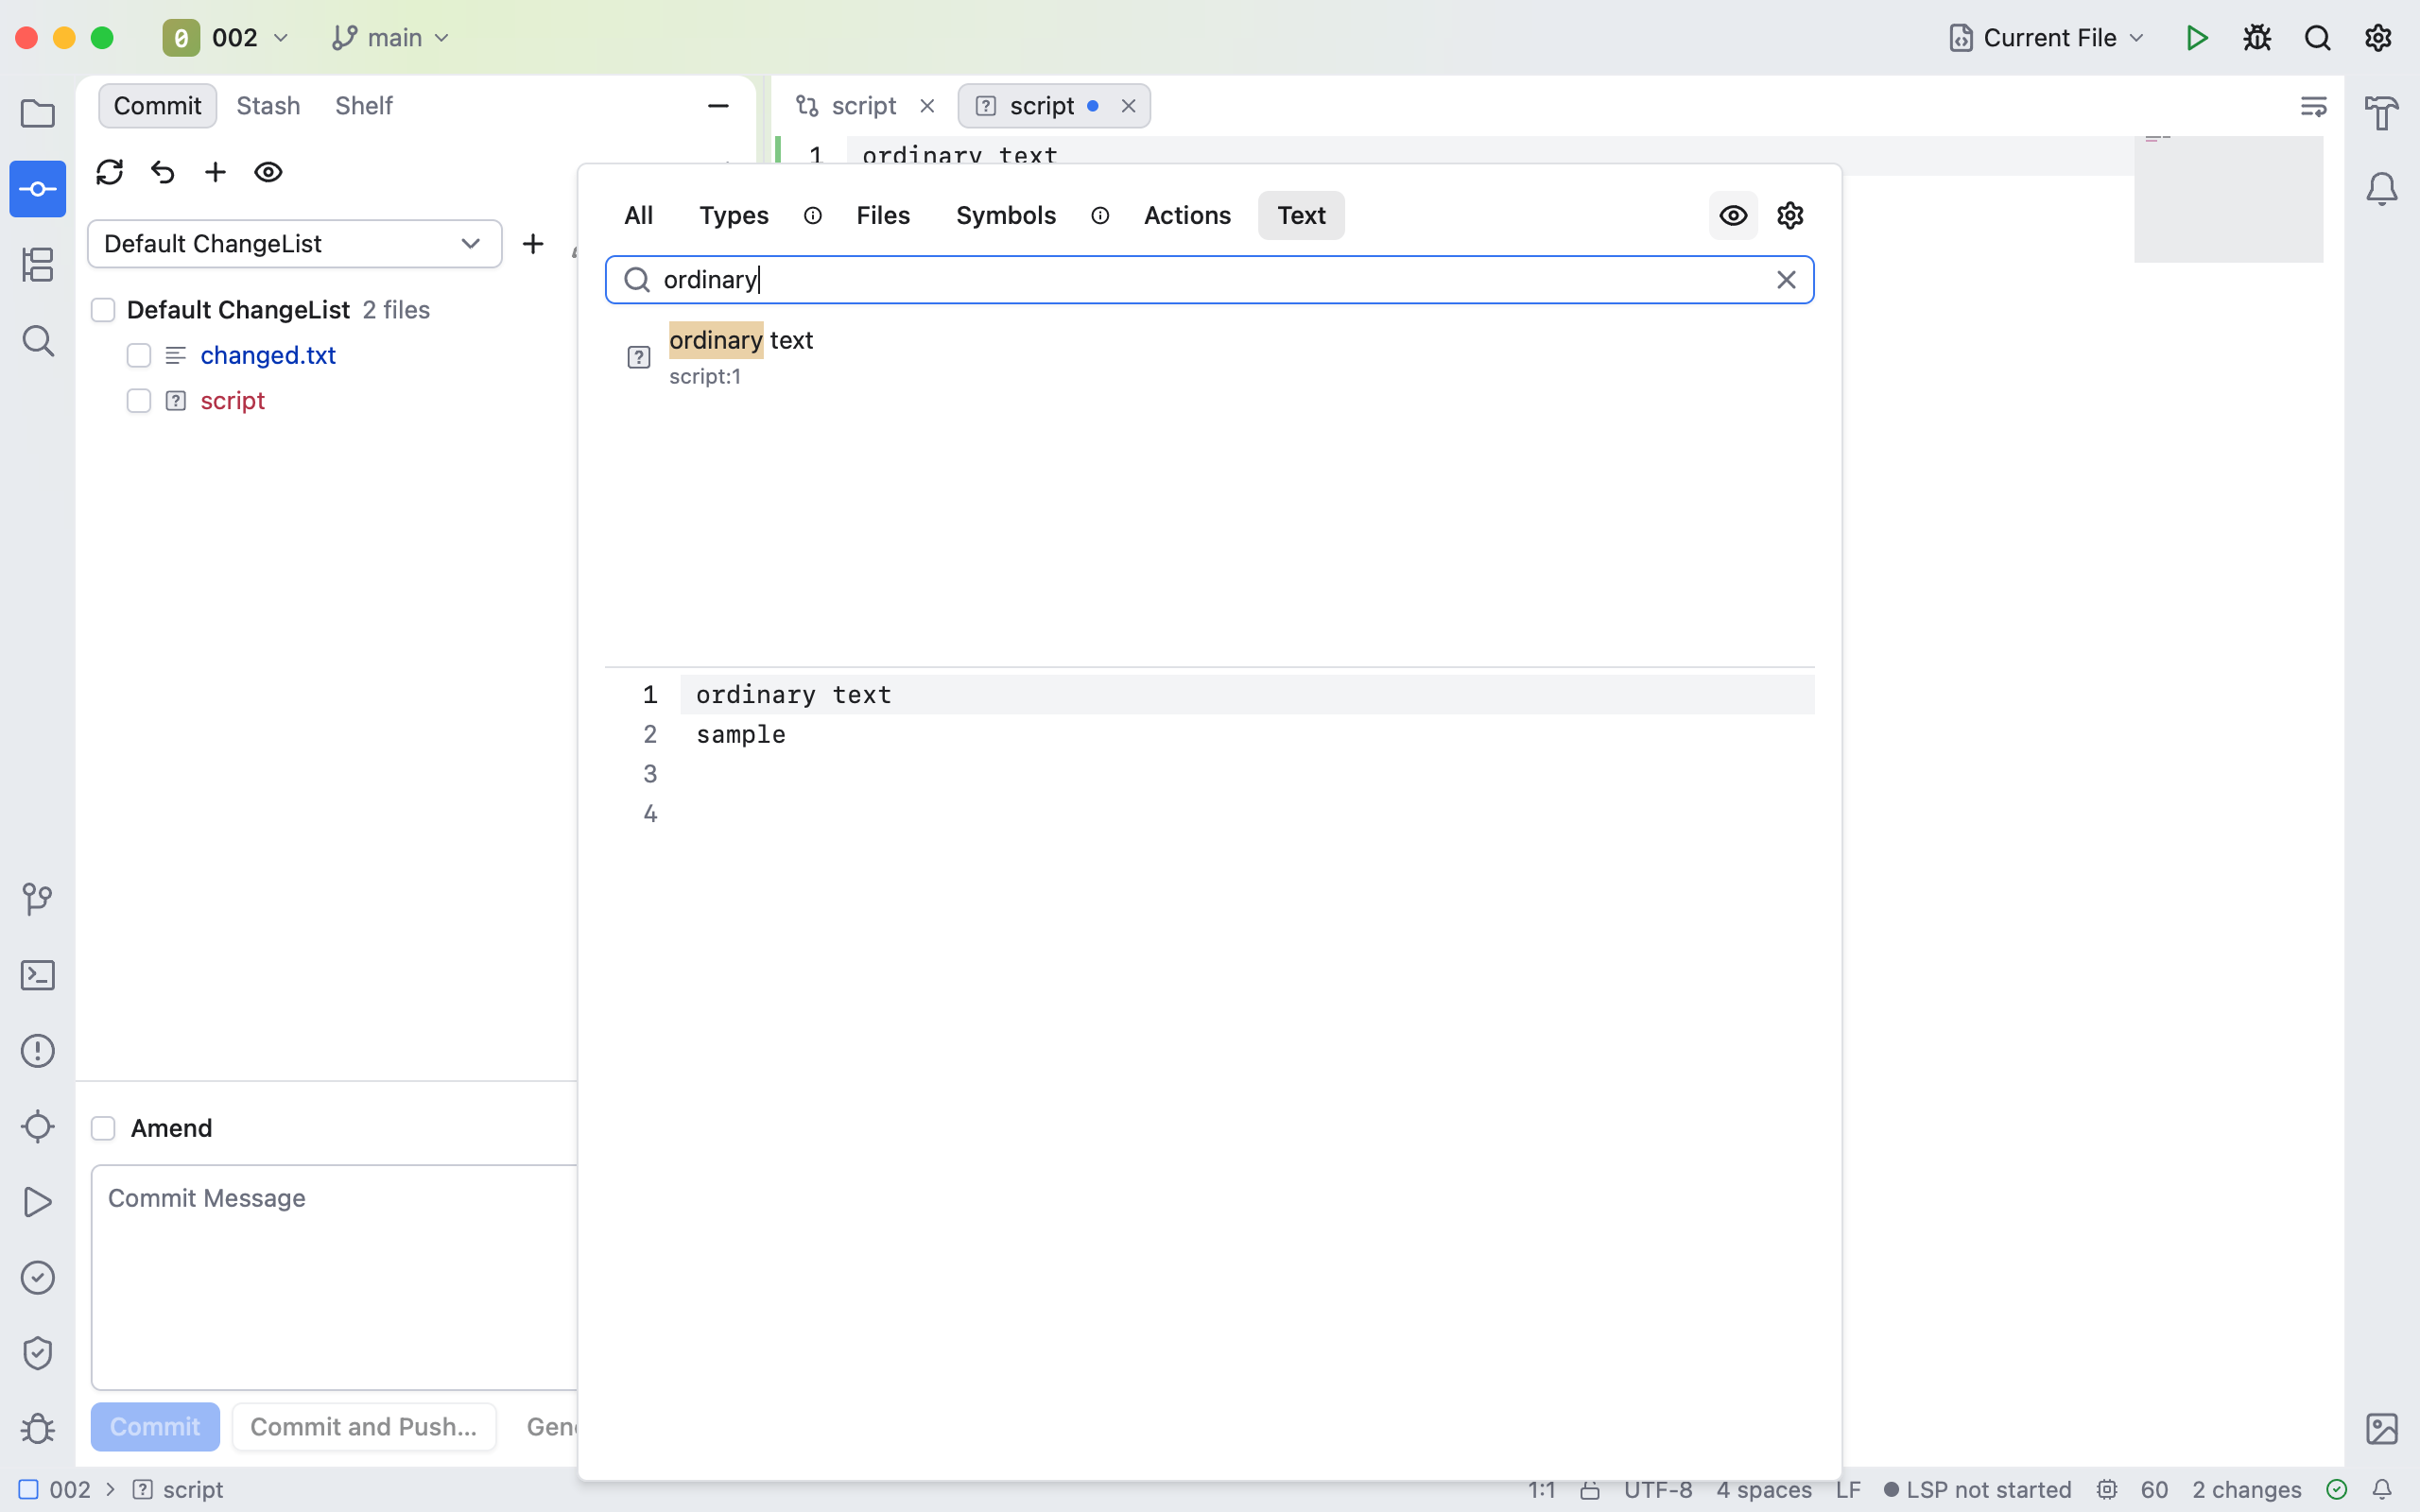 0 002 main Current File
Commit Stash Shelf script script
1 ordinary text
All Types Files Symbols Actions Text
Default ChangeList
ordinary
Default ChangeList 2 files
ordinary text
changed.txt
script:1
script
1 ordinary text
2 sample
3
4
Amend
Commit Message
Commit Commit and Push...
002 > script 1:1 UTF-8 4 spaces LF LSP not started 60 2 changes